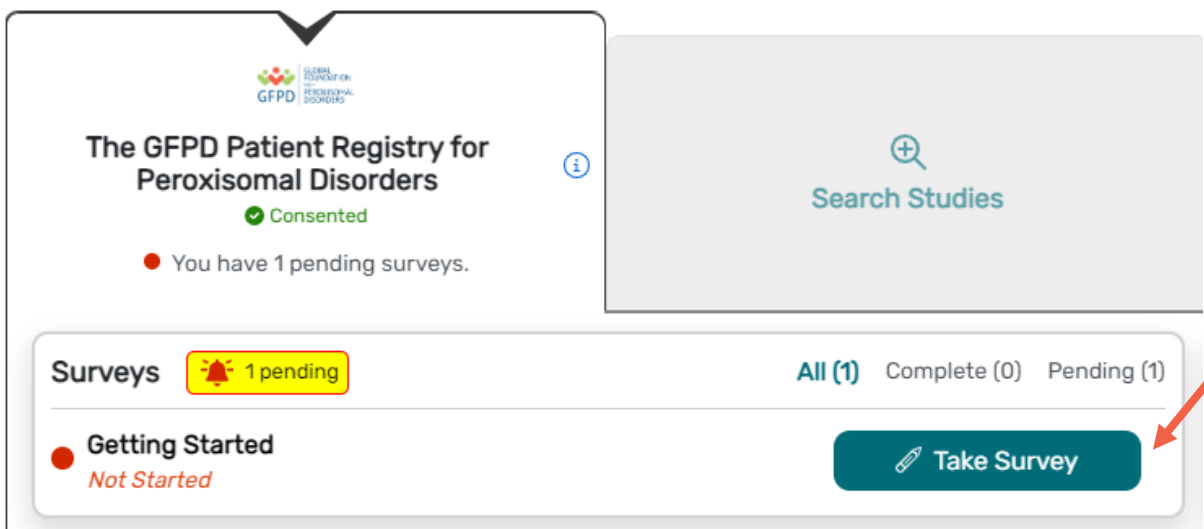 GFPD
GLOBAL
FOUNDATION
for
PEROXISOMAL
DISORDERS
The GFPD Patient Registry for
Peroxisomal Disorders
i
Consented
You have 1 pending surveys.
Search Studies
Surveys
1 pending
All (1)
Complete (0)
Pending (1)
Getting Started
Not Started
Take Survey